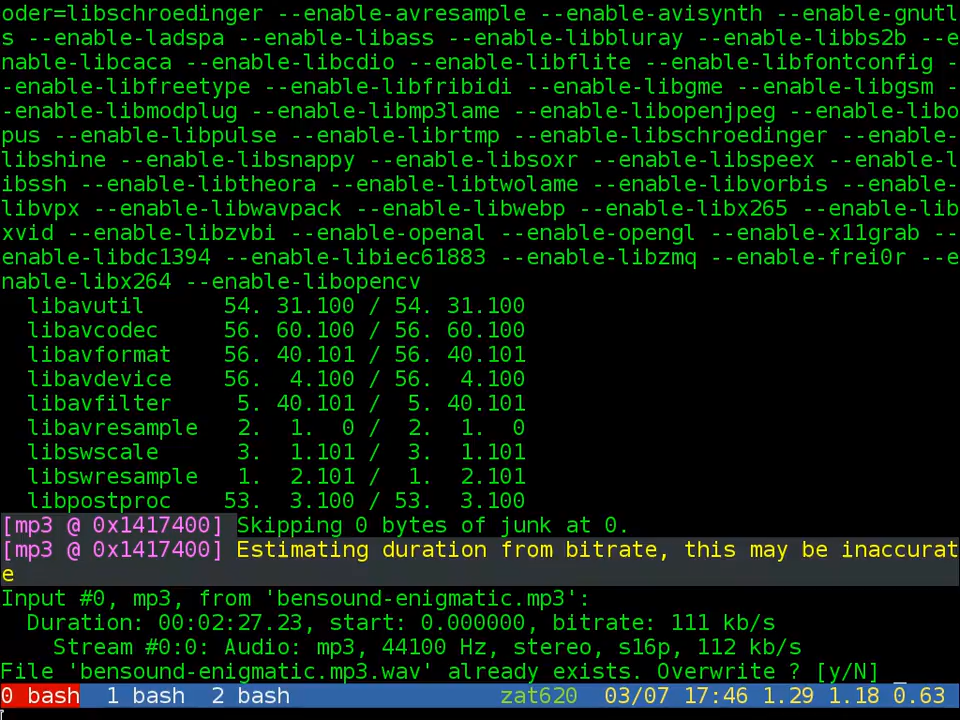 oder=libschroedinger --enable-avresample --enable-avisynth --enable-gnutl
s --enable-ladspa --enable-libass --enable-libbluray --enable-libbs2b --e
nable-libcaca --enable-libcdio --enable-libflite --enable-libfontconfig -
-enable-libfreetype --enable-libfribidi --enable-libgme --enable-libgsm -
-enable-libmodplug --enable-libmp3lame --enable-libopenjpeg --enable-libo
pus --enable-libpulse --enable-librtmp --enable-libschroedinger --enable-
libshine --enable-libsnappy --enable-libsoxr --enable-libspeex --enable-l
ibssh --enable-libtheora --enable-libtwolame --enable-libvorbis --enable-
libvpx --enable-libwavpack --enable-libwebp --enable-libx265 --enable-lib
xvid --enable-libzvbi --enable-openal --enable-opengl --enable-x11grab --
enable-libdc1394 --enable-libiec61883 --enable-libzmq --enable-frei0r --e
nable-libx264 --enable-libopencv
  libavutil      54. 31.100 / 54. 31.100
  libavcodec     56. 60.100 / 56. 60.100
  libavformat    56. 40.101 / 56. 40.101
  libavdevice    56.  4.100 / 56.  4.100
  libavfilter     5. 40.101 /  5. 40.101
  libavresample   2.  1.  0 /  2.  1.  0
  libswscale      3.  1.101 /  3.  1.101
  libswresample   1.  2.101 /  1.  2.101
  libpostproc    53.  3.100 / 53.  3.100
[mp3 @ 0x1417400] Skipping 0 bytes of junk at 0.
[mp3 @ 0x1417400] Estimating duration from bitrate, this may be inaccurat
e
Input #0, mp3, from 'bensound-enigmatic.mp3':
  Duration: 00:02:27.23, start: 0.000000, bitrate: 111 kb/s
    Stream #0:0: Audio: mp3, 44100 Hz, stereo, s16p, 112 kb/s
File 'bensound-enigmatic.mp3.wav' already exists. Overwrite ? [y/N] _
0 bash  1 bash  2 bash                zat620  03/07 17:46 1.29 1.18 0.63